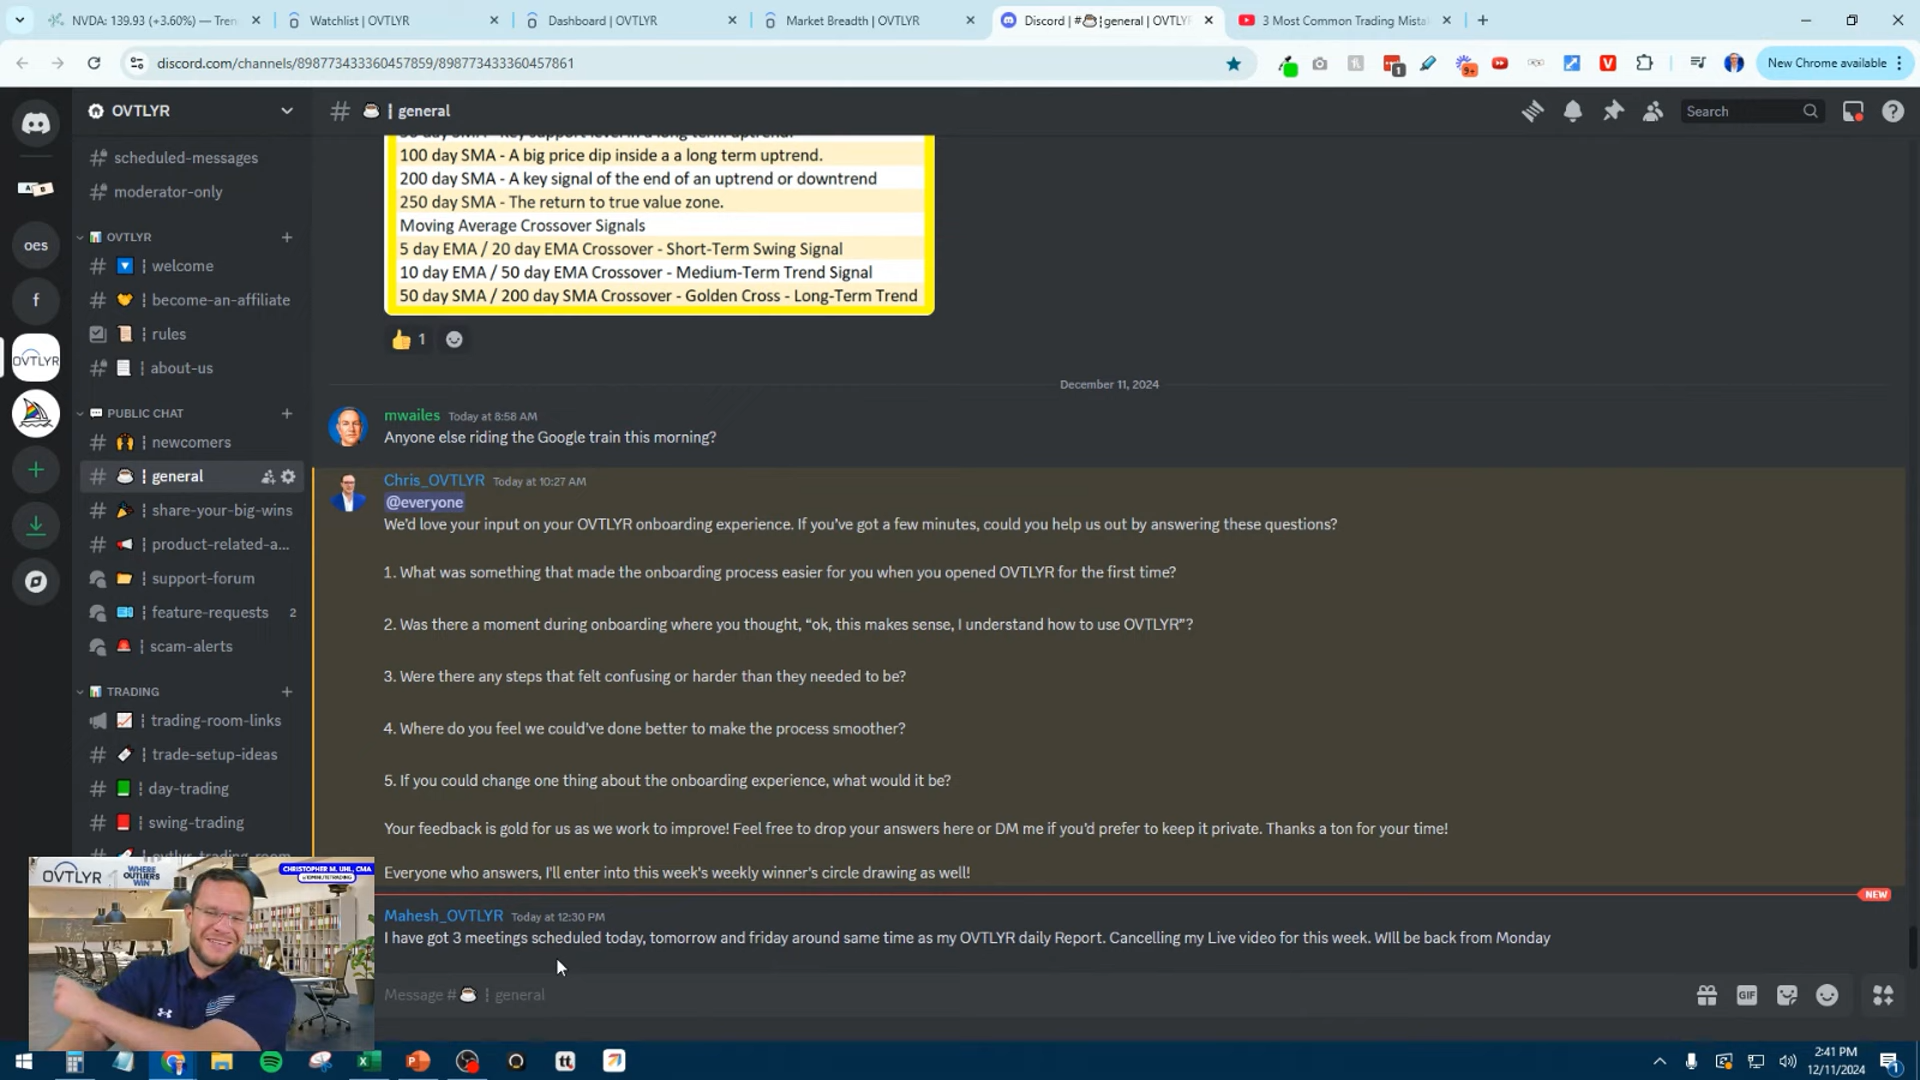 NVDA: 139.93 (+3.60%) — Tren
Watchlist | OVTLYR
Dashboard | OVTLYR
Market Breadth | OVTLYR
Discord | #☕┆general | OVTLYR
3 Most Common Trading Mista
discord.com/channels/898773433360457859/898773433360457861
1
9+
V
New Chrome available
OVTLYR
# ☕┆general
Search
scheduled-messages
moderator-only
OVTLYR
┆ welcome
┆ become-an-affiliate
┆ rules
┆ about-us
PUBLIC CHAT
┆ newcomers
┆ general
┆ share-your-big-wins
┆ product-related-a...
┆ support-forum
┆ feature-requests 2
┆ scam-alerts
TRADING
┆ trading-room-links
┆ trade-setup-ideas
┆ day-trading
┆ swing-trading
┆ ovtlyr-trading-room
oes
f
OVTLYR
100 day SMA - A big price dip inside a a long term uptrend.
200 day SMA - A key signal of the end of an uptrend or downtrend
250 day SMA - The return to true value zone.
Moving Average Crossover Signals
5 day EMA / 20 day EMA Crossover - Short-Term Swing Signal
10 day EMA / 50 day EMA Crossover - Medium-Term Trend Signal
50 day SMA / 200 day SMA Crossover - Golden Cross - Long-Term Trend
👍 1
December 11, 2024
mwailes Today at 8:58 AM
Anyone else riding the Google train this morning?
Chris_OVTLYR Today at 10:27 AM
@everyone
We'd love your input on your OVTLYR onboarding experience. If you've got a few minutes, could you help us out by answering these questions?
1. What was something that made the onboarding process easier for you when you opened OVTLYR for the first time?
2. Was there a moment during onboarding where you thought, “ok, this makes sense, I understand how to use OVTLYR”?
3. Were there any steps that felt confusing or harder than they needed to be?
4. Where do you feel we could've done better to make the process smoother?
5. If you could change one thing about the onboarding experience, what would it be?
Your feedback is gold for us as we work to improve! Feel free to drop your answers here or DM me if you'd prefer to keep it private. Thanks a ton for your time!
Everyone who answers, I'll enter into this week's weekly winner's circle drawing as well!
NEW
Mahesh_OVTLYR Today at 12:30 PM
I have got 3 meetings scheduled today, tomorrow and friday around same time as my OVTLYR daily Report. Cancelling my Live video for this week. WIll be back from Monday
Message #☕┆general
GIF
OVTLYR
WHERE
OUTLIERS
WIN
CHRISTOPHER M. UHL, CMA
tt
2:41 PM
12/11/2024
1